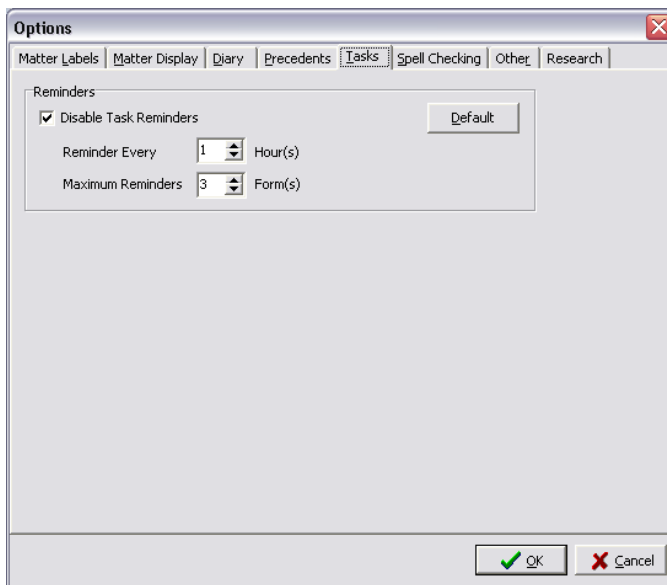 Options
Matter Labels Matter Display Diary Precedents Tasks Spell Checking Other Research
Reminders
Disable Task Reminders Default
Reminder Every 1 Hour(s)
Maximum Reminders 3 Form(s)
OK Cancel